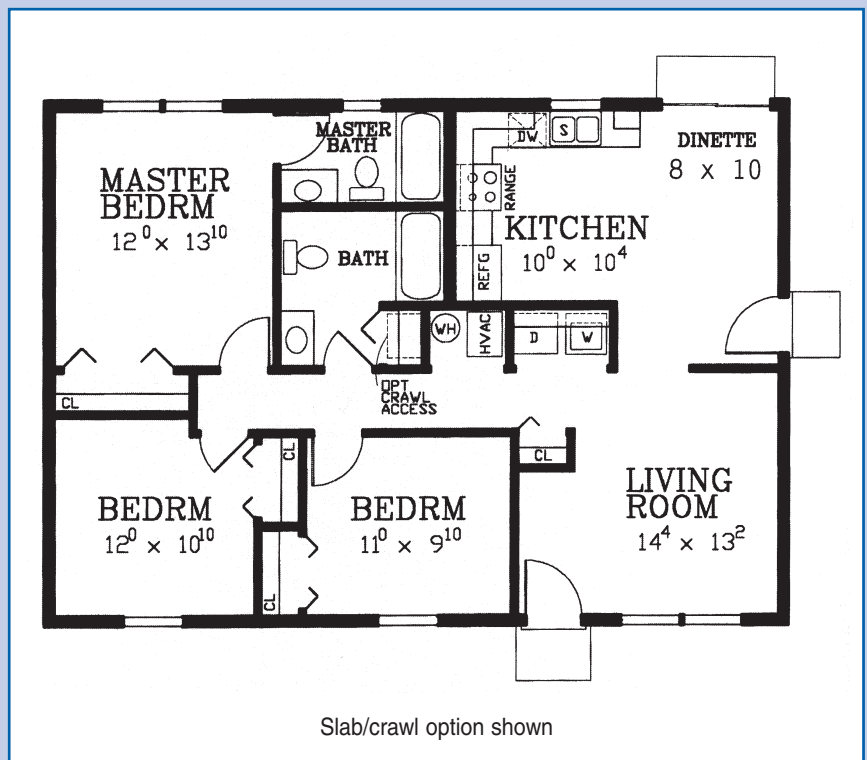 MASTER
BATH
DW
S
DINETTE
8 x 10
MASTER
BEDRM
12⁰ x 13¹⁰
RANGE
KITCHEN
10⁰ x 10⁴
BATH
REFG
WH
HVAC
D
W
CL
OPT
CRAWL
ACCESS
CL
CL
LIVING
ROOM
14⁴ x 13²
BEDRM
12⁰ x 10¹⁰
BEDRM
11⁰ x 9¹⁰
CL
Slab/crawl option shown